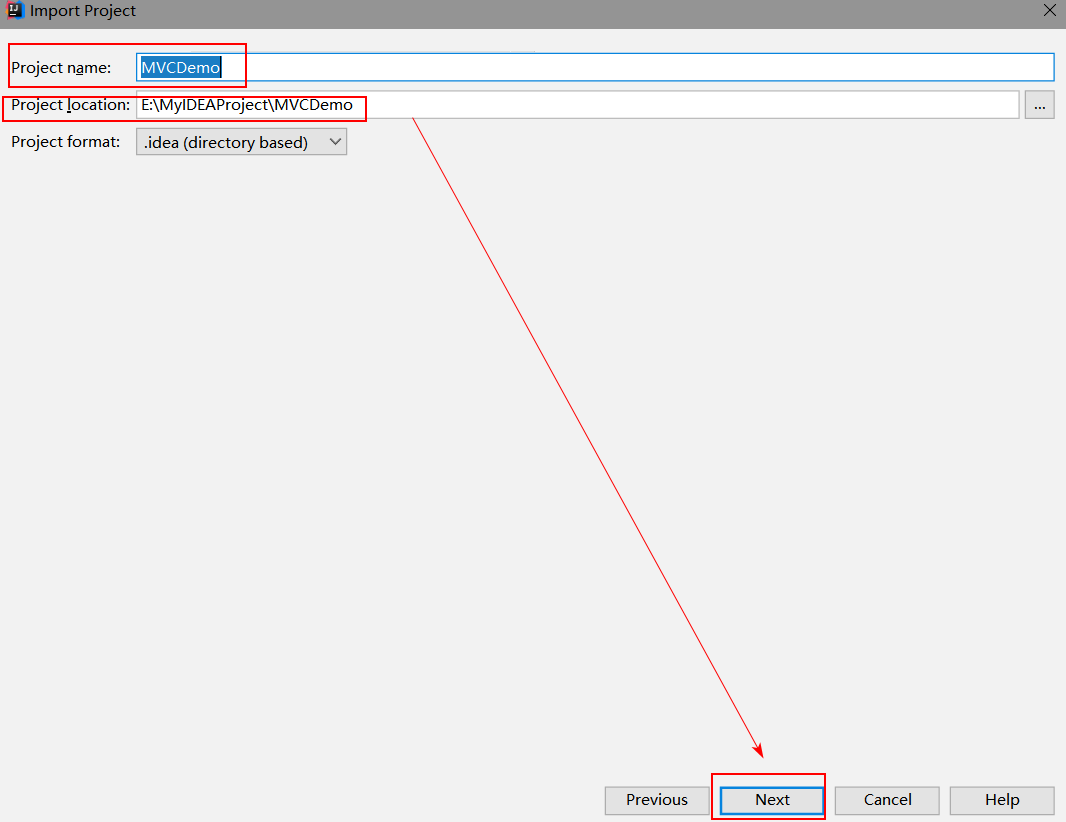 Import Project
Project name: MVCDemo
Project location: E:\MyIDEAProject\MVCDemo ...
Project format: .idea (directory based)
Previous Next Cancel Help